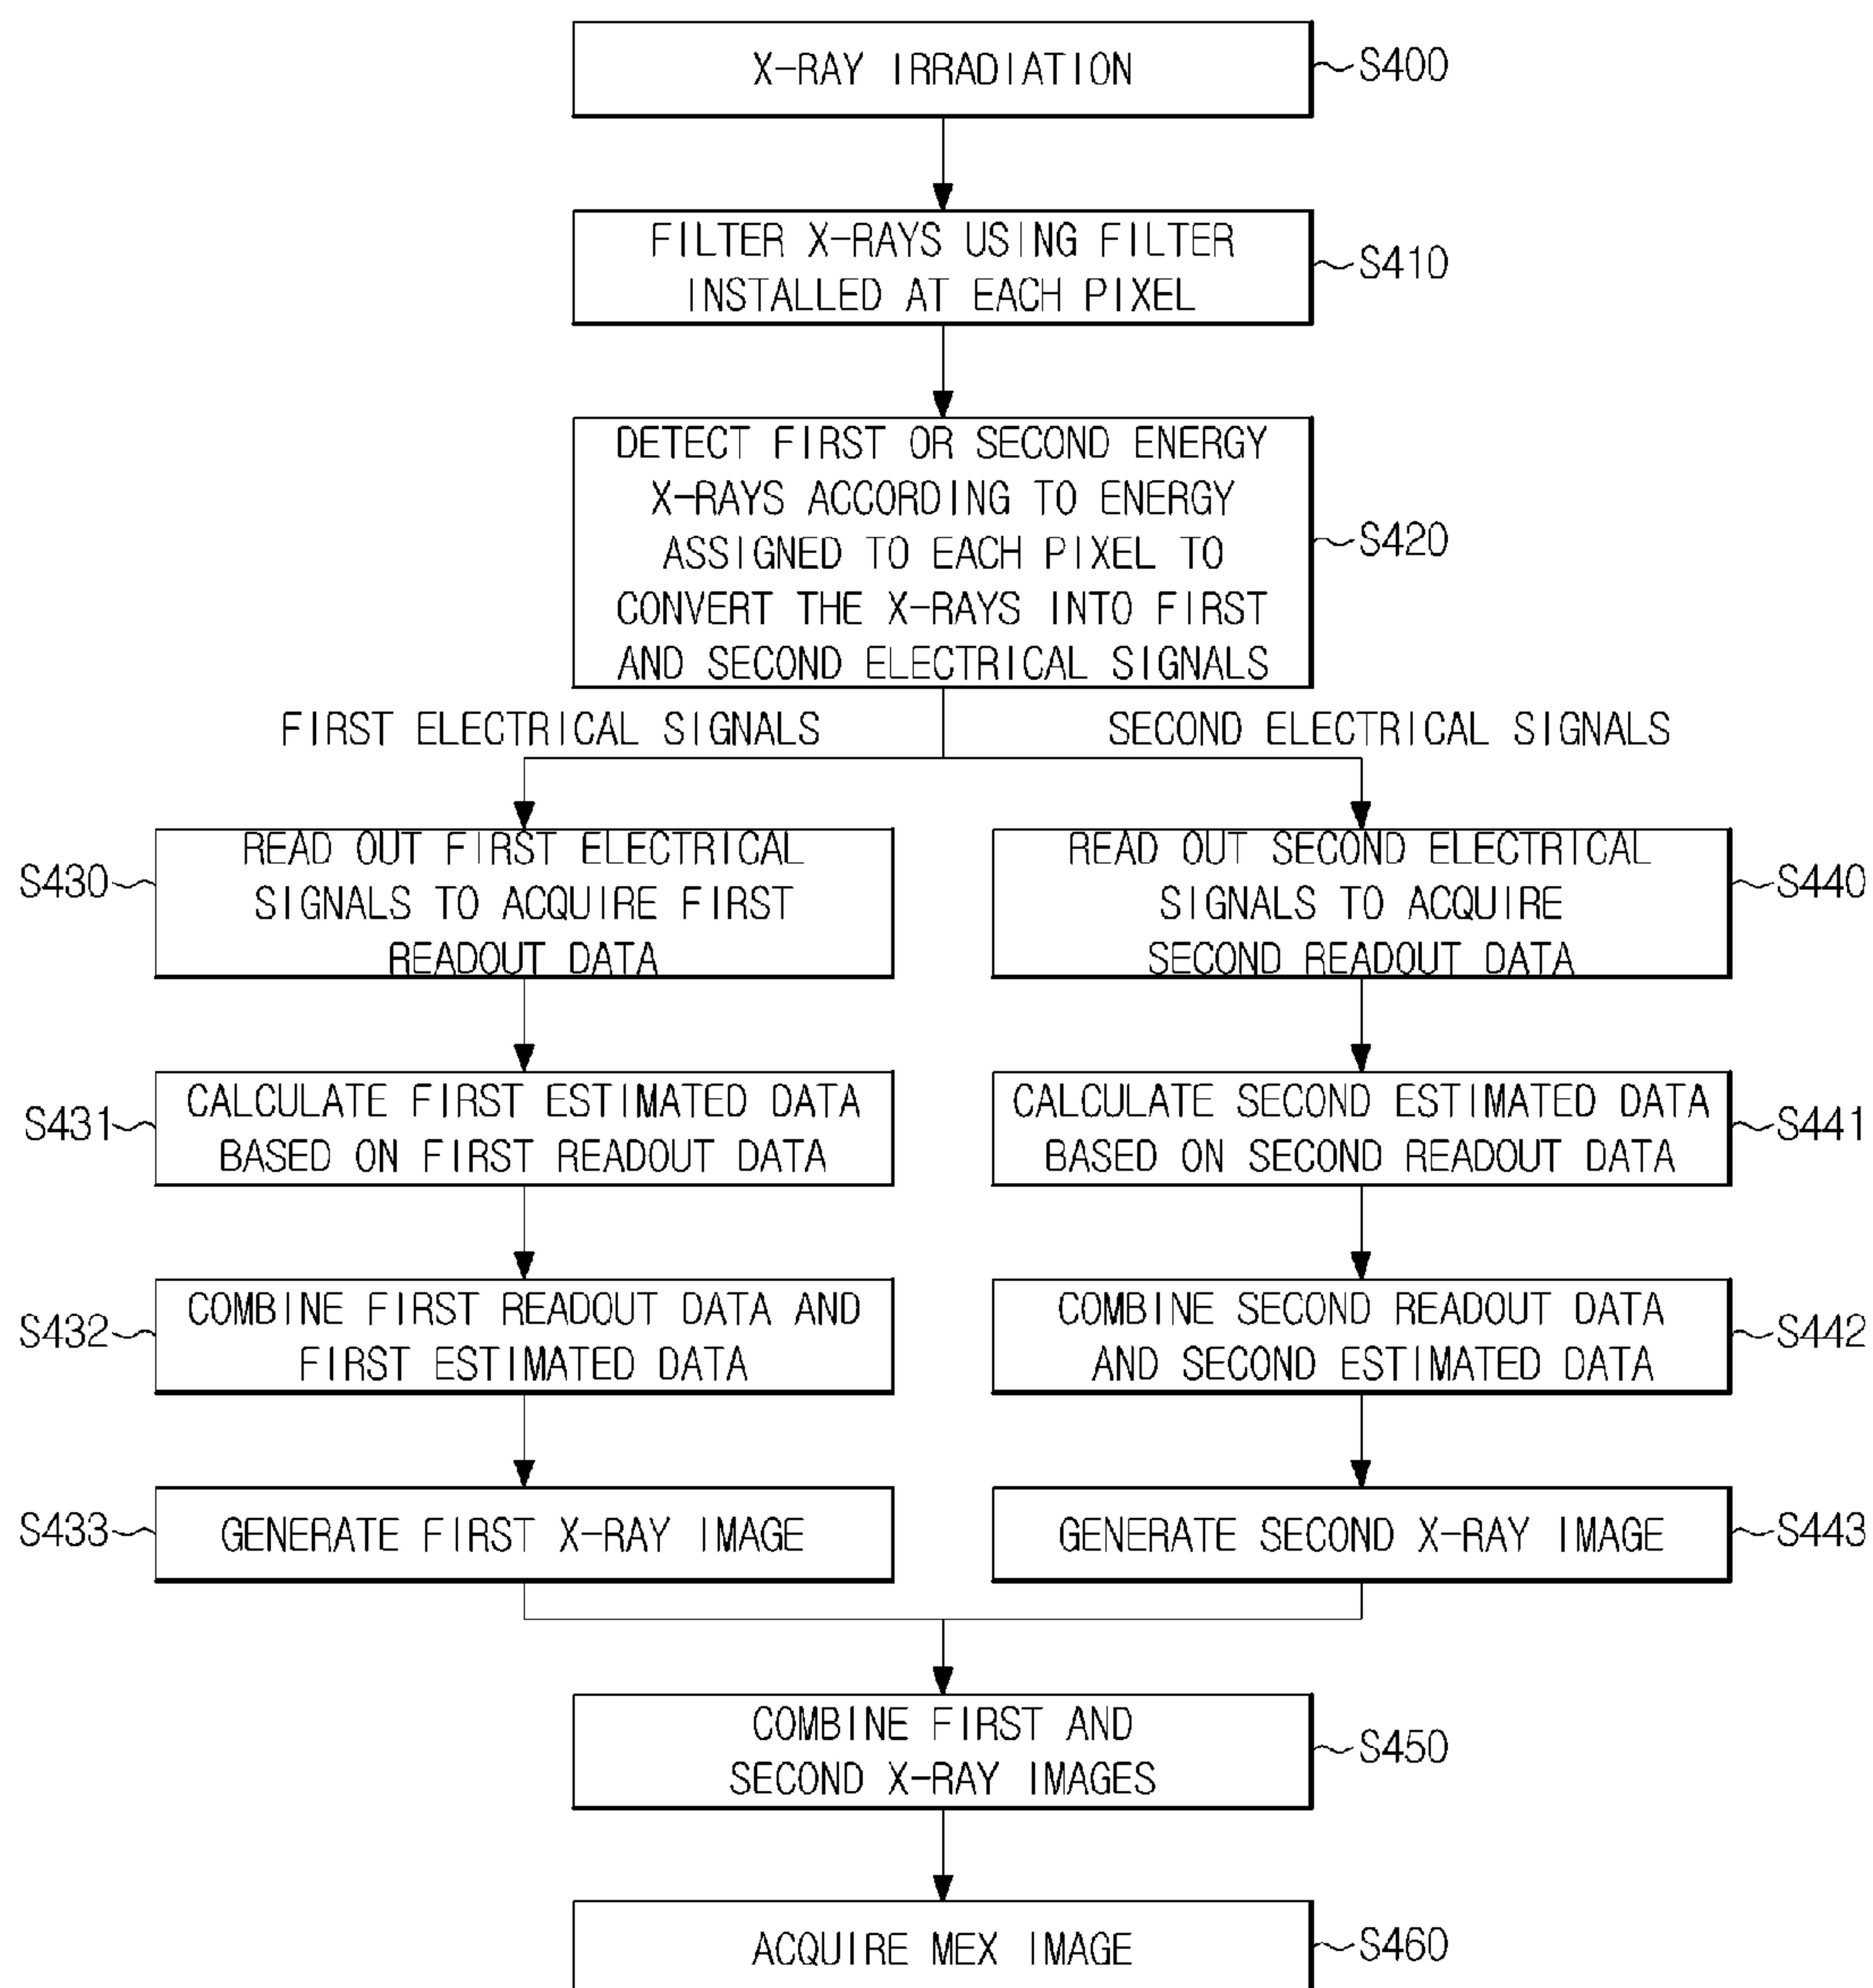 X-RAY IRRADIATION
S400
FILTER X-RAYS USING FILTER
INSTALLED AT EACH PIXEL
S410
DETECT FIRST OR SECOND ENERGY
X-RAYS ACCORDING TO ENERGY
ASSIGNED TO EACH PIXEL TO
CONVERT THE X-RAYS INTO FIRST
AND SECOND ELECTRICAL SIGNALS
S420
FIRST ELECTRICAL SIGNALS
SECOND ELECTRICAL SIGNALS
S430
READ OUT FIRST ELECTRICAL
SIGNALS TO ACQUIRE FIRST
READOUT DATA
READ OUT SECOND ELECTRICAL
SIGNALS TO ACQUIRE
SECOND READOUT DATA
S440
S431
CALCULATE FIRST ESTIMATED DATA
BASED ON FIRST READOUT DATA
CALCULATE SECOND ESTIMATED DATA
BASED ON SECOND READOUT DATA
S441
S432
COMBINE FIRST READOUT DATA AND
FIRST ESTIMATED DATA
COMBINE SECOND READOUT DATA
AND SECOND ESTIMATED DATA
S442
S433
GENERATE FIRST X-RAY IMAGE
GENERATE SECOND X-RAY IMAGE
S443
COMBINE FIRST AND
SECOND X-RAY IMAGES
S450
ACQUIRE MEX IMAGE
S460